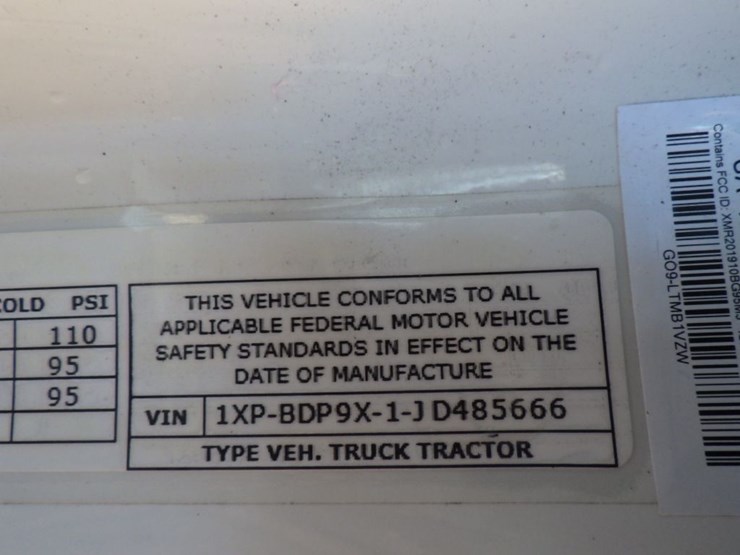 COLD PSI
110
95
95
THIS VEHICLE CONFORMS TO ALL
APPLICABLE FEDERAL MOTOR VEHICLE
SAFETY STANDARDS IN EFFECT ON THE
DATE OF MANUFACTURE
VIN 1XP-BDP9X-1-JD485666
TYPE VEH. TRUCK TRACTOR
Contains FCC ID:
GO9-LTMB1VZW